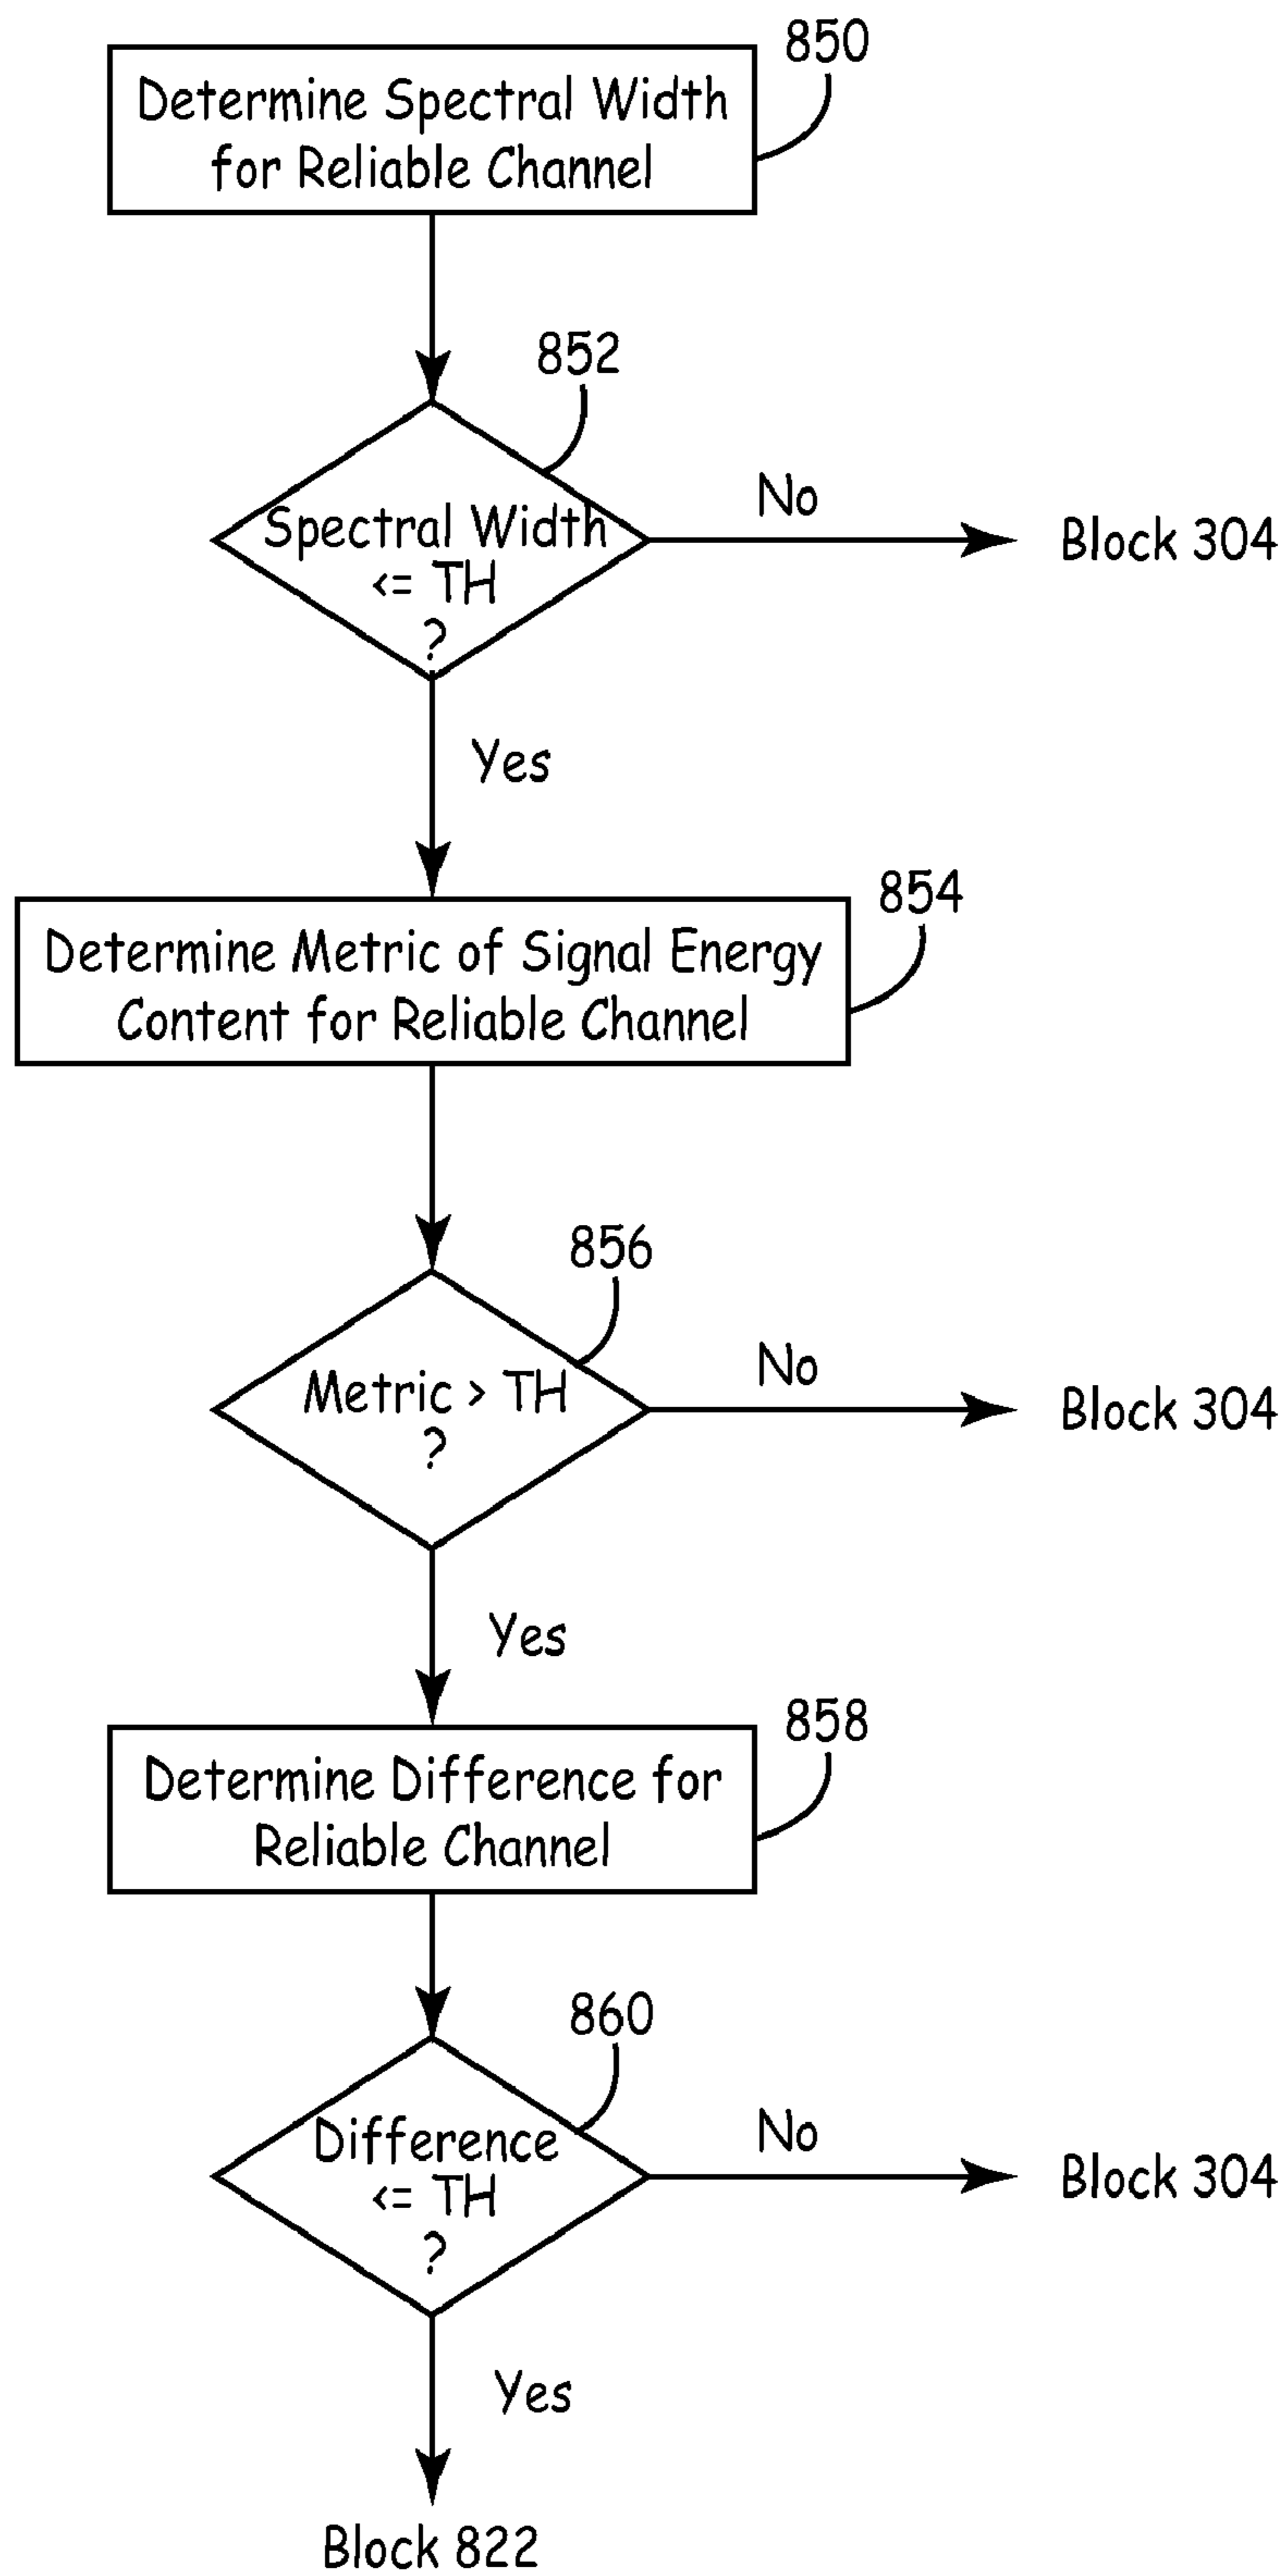 850
Determine Spectral Width
for Reliable Channel
852
Spectral Width
<= TH
?
No
Block 304
Yes
854
Determine Metric of Signal Energy
Content for Reliable Channel
856
Metric > TH
?
No
Block 304
Yes
858
Determine Difference for
Reliable Channel
860
Difference
<= TH
?
No
Block 304
Yes
Block 822